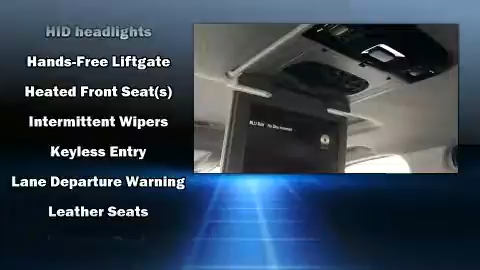 HID headlights
Hands-Free Liftgate
Heated Front Seat(s)
Intermittent Wipers
Keyless Entry
Lane Departure Warning
Leather Seats